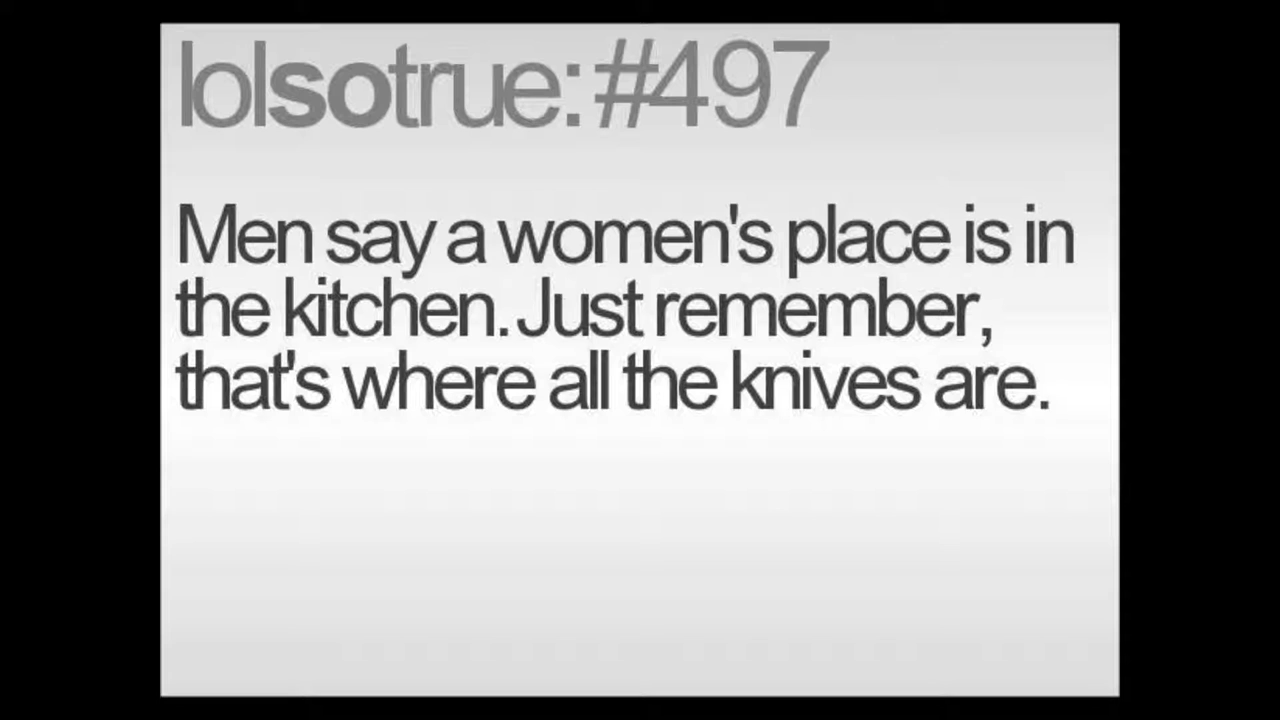 lolsotrue: #497
Men say a women's place is in
the kitchen. Just remember,
that's where all the knives are.